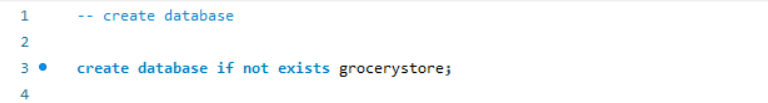 1 -- create database
2
3 create database if not exists grocerystore;
4